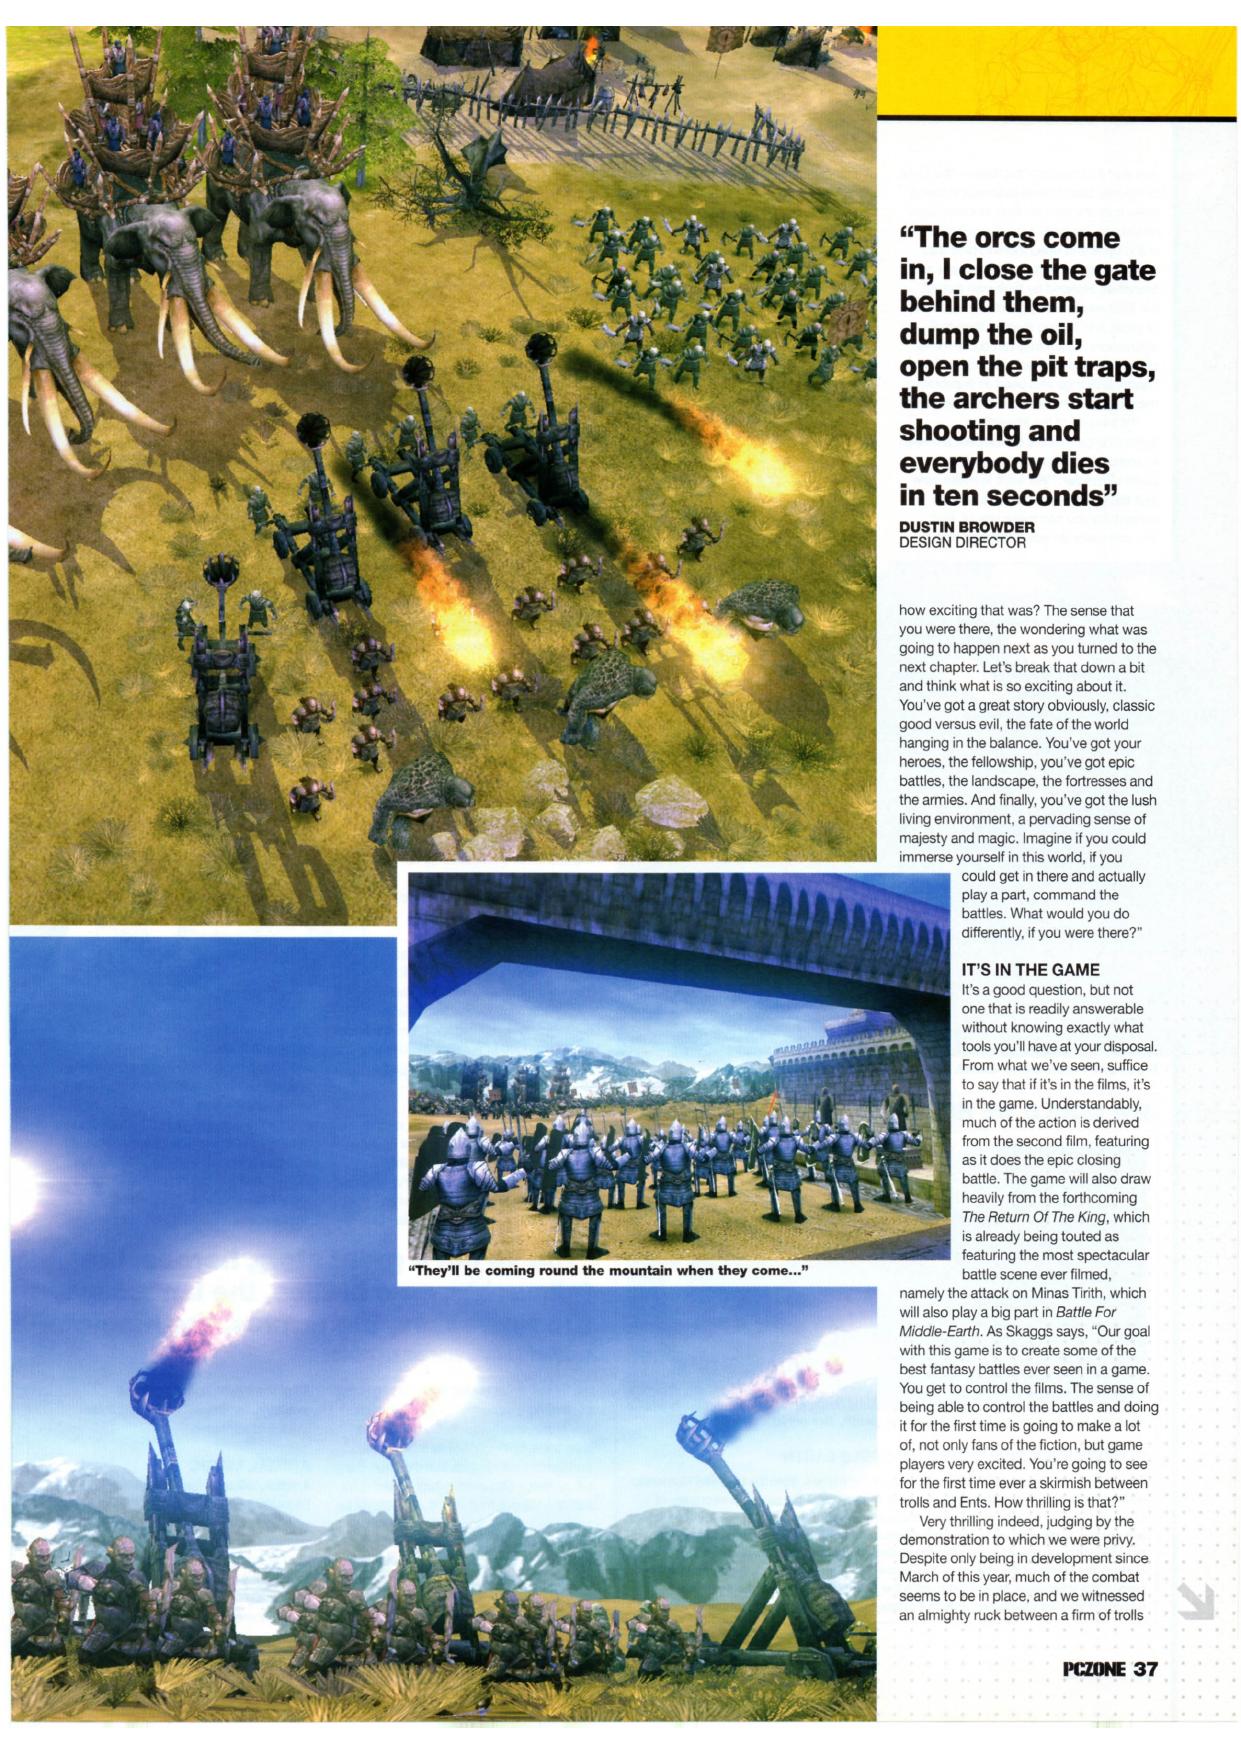 “The orcs come
in, I close the gate
behind them,
dump the oil,
open the pit traps,
the archers start
shooting and
everybody dies
in ten seconds”
DUSTIN BROWDER
DESIGN DIRECTOR
how exciting that was? The sense that
you were there, the wondering what was
going to happen next as you turned to the
next chapter. Let's break that down a bit
and think what is so exciting about it.
You've got a great story obviously, classic
good versus evil, the fate of the world
hanging in the balance. You've got your
heroes, the fellowship, you've got epic
battles, the landscape, the fortresses and
the armies. And finally, you've got the lush
living environment, a pervading sense of
majesty and magic. Imagine if you could
immerse yourself in this world, if you
could get in there and actually
play a part, command the
battles. What would you do
differently, if you were there?”
IT'S IN THE GAME
It's a good question, but not
one that is readily answerable
without knowing exactly what
tools you'll have at your disposal.
From what we've seen, suffice
to say that if it's in the films, it's
in the game. Understandably,
much of the action is derived
from the second film, featuring
as it does the epic closing
battle. The game will also draw
heavily from the forthcoming
The Return Of The King, which
is already being touted as
featuring the most spectacular
battle scene ever filmed,
namely the attack on Minas Tirith, which
will also play a big part in Battle For
Middle-Earth. As Skaggs says, “Our goal
with this game is to create some of the
best fantasy battles ever seen in a game.
You get to control the films. The sense of
being able to control the battles and doing
it for the first time is going to make a lot
of, not only fans of the fiction, but game
players very excited. You're going to see
for the first time ever a skirmish between
trolls and Ents. How thrilling is that?”
Very thrilling indeed, judging by the
demonstration to which we were privy.
Despite only being in development since
March of this year, much of the combat
seems to be in place, and we witnessed
an almighty ruck between a firm of trolls
“They'll be coming round the mountain when they come...”
PCZONE 37